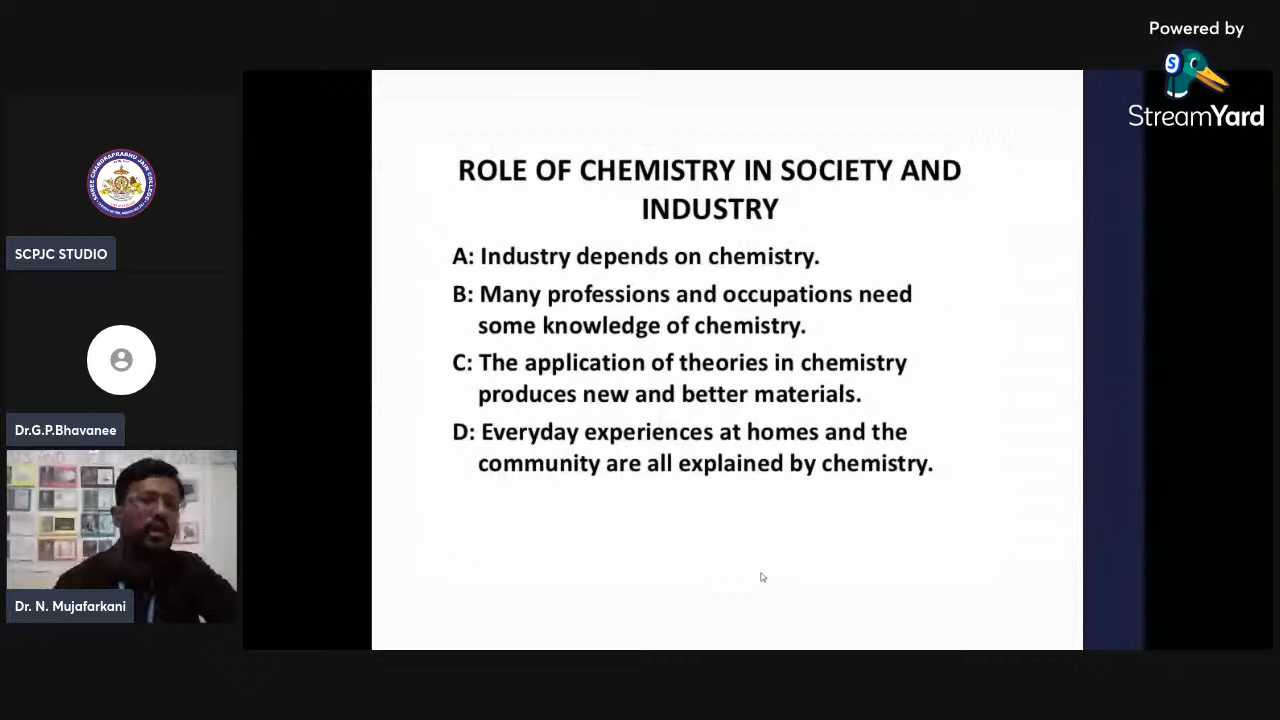 Powered by
StreamYard
SCPJC STUDIO
Dr.G.P.Bhavanee
Dr. N. Mujafarkani
ROLE OF CHEMISTRY IN SOCIETY AND
INDUSTRY
A: Industry depends on chemistry.
B: Many professions and occupations need
some knowledge of chemistry.
C: The application of theories in chemistry
produces new and better materials.
D: Everyday experiences at homes and the
community are all explained by chemistry.